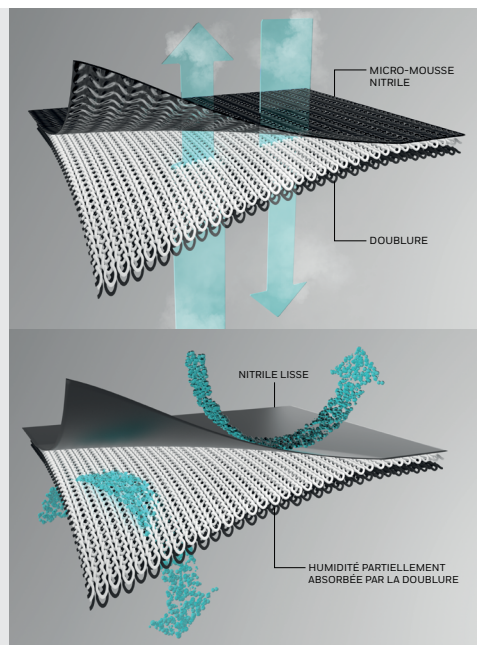 MICRO-MOUSSE
NITRILE
DOUBLURE
NITRILE LISSE
HUMIDITÉ PARTIELLEMENT
ABSORBÉE PAR LA DOUBLURE